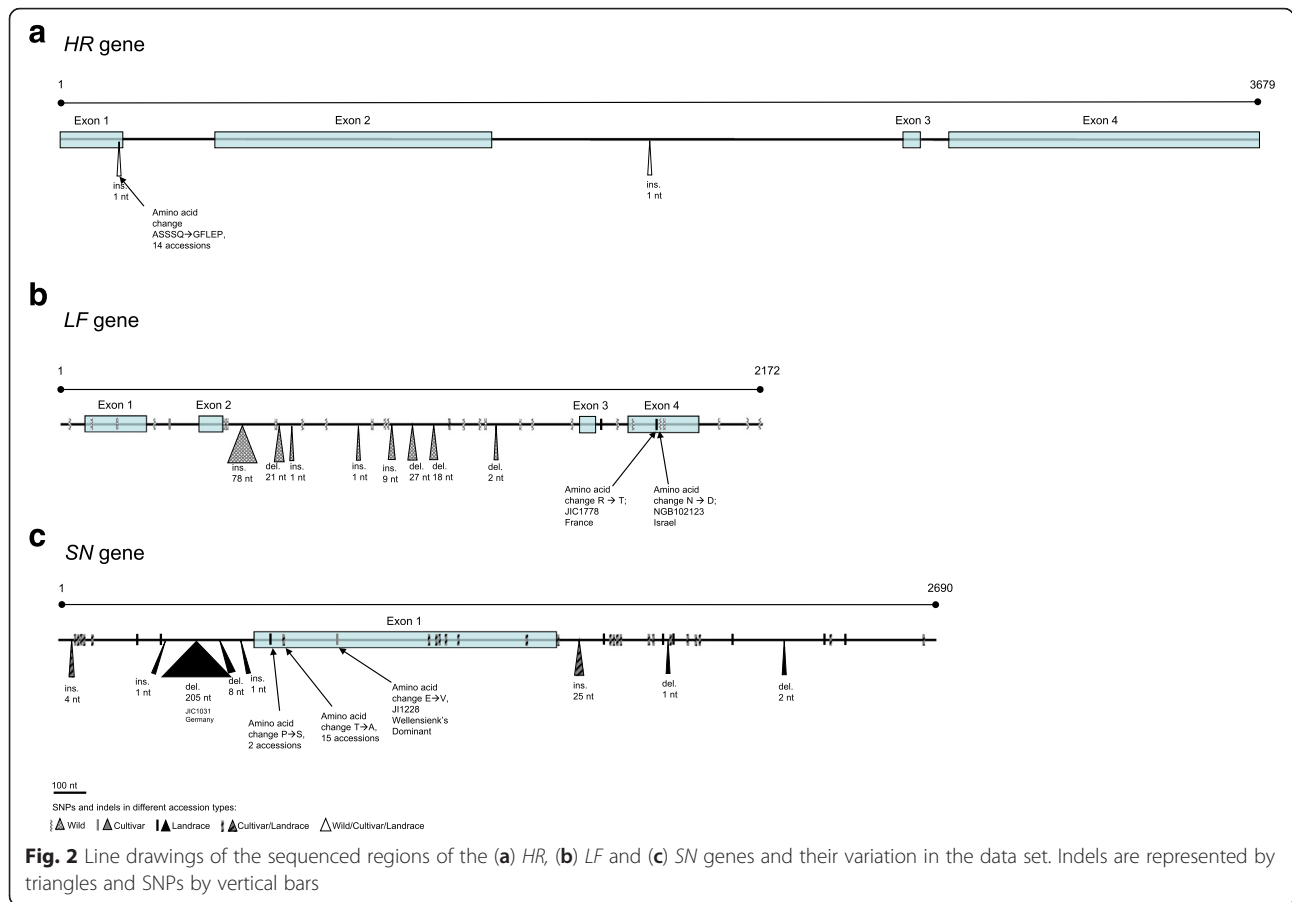 a
HR gene
1
3679
Exon 1
Exon 2
Exon 3
Exon 4
ins.
1 nt
ins.
1 nt
Amino acid
change
ASSSQ→GFLEP,
14 accessions
b
LF gene
1
2172
Exon 1
Exon 2
Exon 3
Exon 4
ins.
78 nt
del.
21 nt
ins.
1 nt
ins.
1 nt
ins.
9 nt
del.
27 nt
del.
18 nt
del.
2 nt
Amino acid
change R → T;
JIC1778
France
Amino acid
change N → D;
NGB102123
Israel
c
SN gene
1
2690
Exon 1
ins.
4 nt
ins.
1 nt
del.
205 nt
JIC1031
Germany
del.
8 nt
ins.
1 nt
Amino acid
change P→S,
2 accessions
Amino acid
change T→A,
15 accessions
Amino acid
change E→V,
JI1228
Wellensienk's
Dominant
ins.
25 nt
del.
1 nt
del.
2 nt
100 nt
SNPs and indels in different accession types:
Wild Cultivar Landrace Cultivar/Landrace Wild/Cultivar/Landrace
Fig. 2 Line drawings of the sequenced regions of the (a) HR, (b) LF and (c) SN genes and their variation in the data set. Indels are represented by
triangles and SNPs by vertical bars